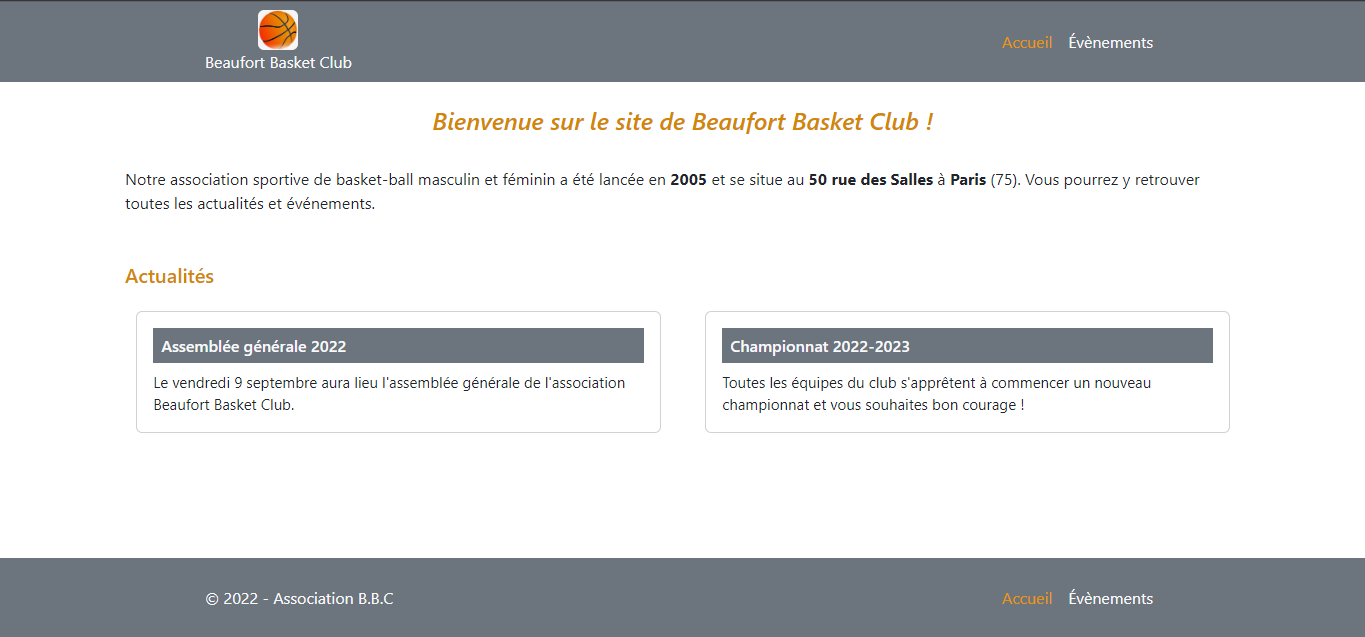 Beaufort Basket Club
Accueil Évènements
Bienvenue sur le site de Beaufort Basket Club !
Notre association sportive de basket-ball masculin et féminin a été lancée en 2005 et se situe au 50 rue des Salles à Paris (75). Vous pourrez y retrouver
toutes les actualités et événements.
Actualités
Assemblée générale 2022
Le vendredi 9 septembre aura lieu l'assemblée générale de l'association
Beaufort Basket Club.
Championnat 2022-2023
Toutes les équipes du club s'apprêtent à commencer un nouveau
championnat et vous souhaites bon courage !
© 2022 - Association B.B.C
Accueil Évènements